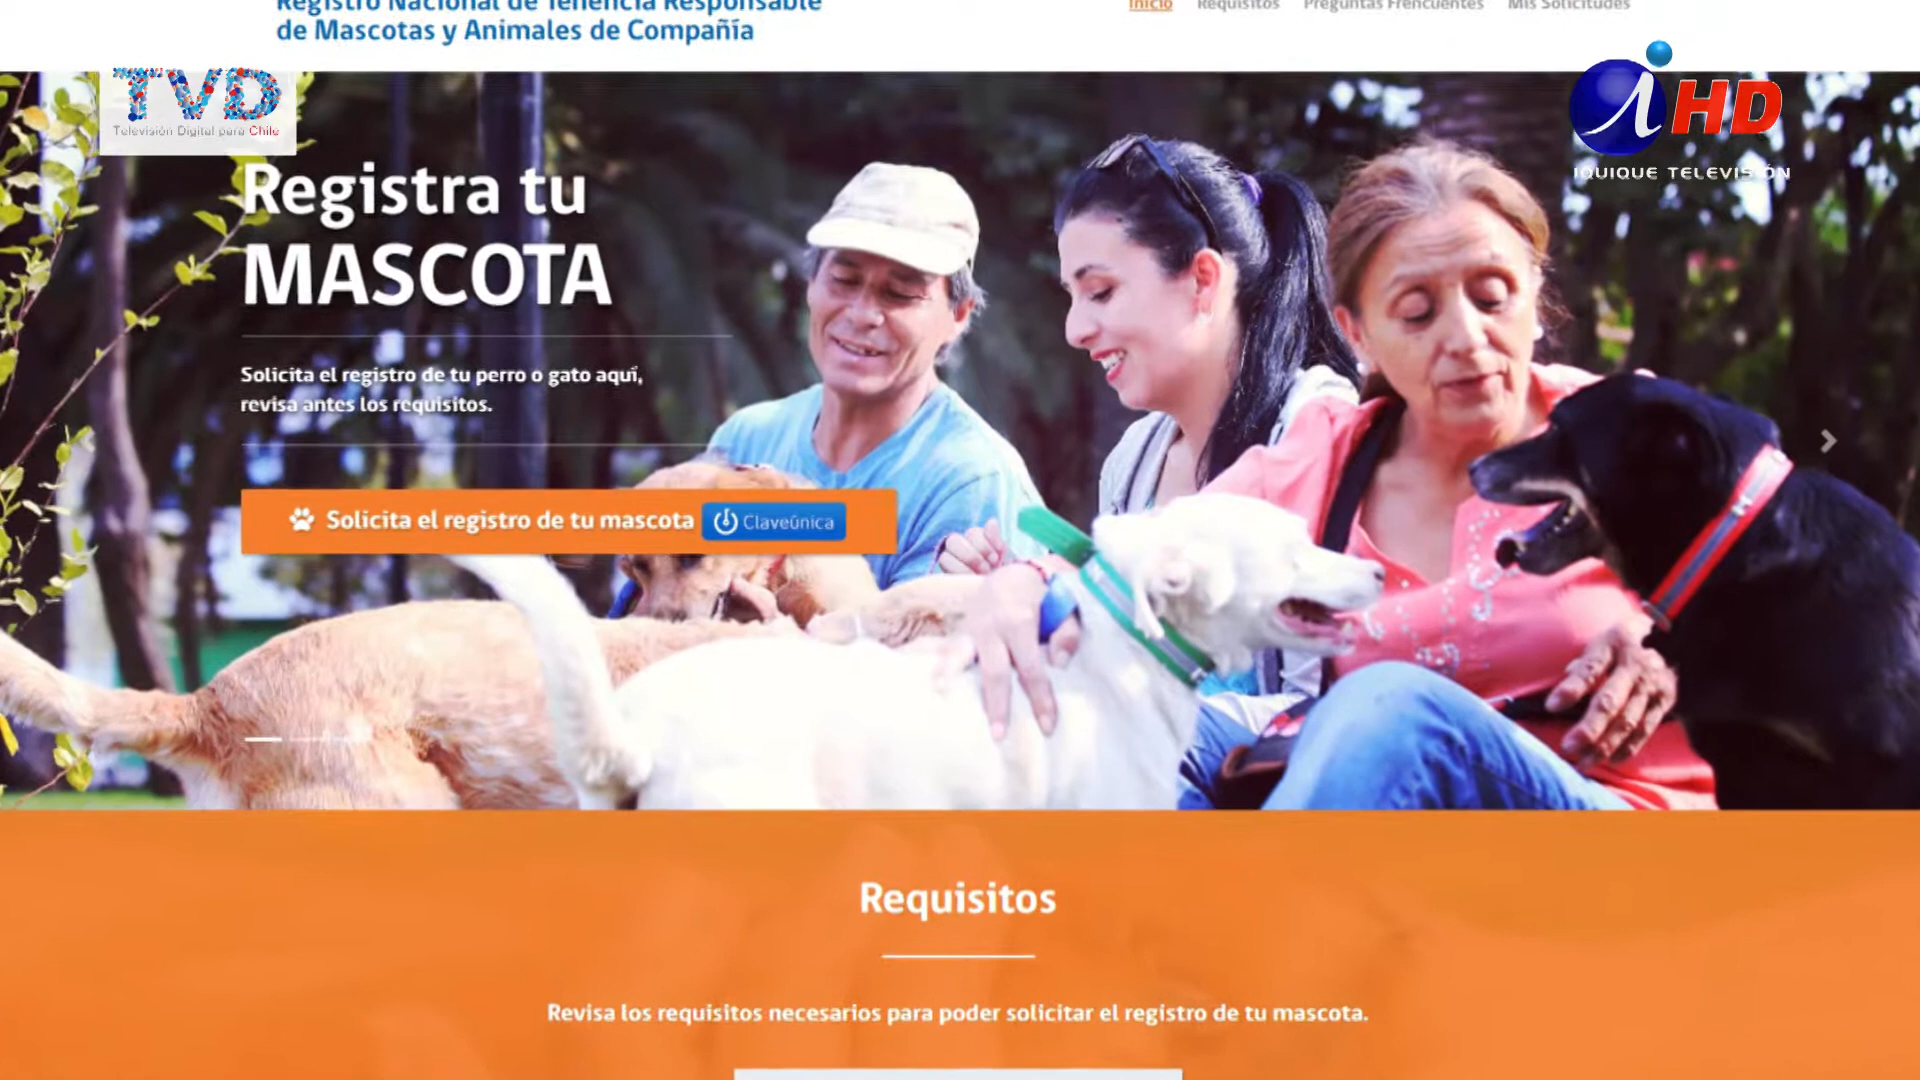 Registro Nacional de Tenencia Responsable
de Mascotas y Animales de Compañía
Inicio Requisitos Preguntas Frencuentes Mis Solicitudes
TVD
Televisión Digital para Chile
iHD
IQUIQUE TELEVISIÓN
Registra tu
MASCOTA
Solicita el registro de tu perro o gato aquí,
revisa antes los requisitos.
Solicita el registro de tu mascota Claveúnica
Requisitos
Revisa los requisitos necesarios para poder solicitar el registro de tu mascota.